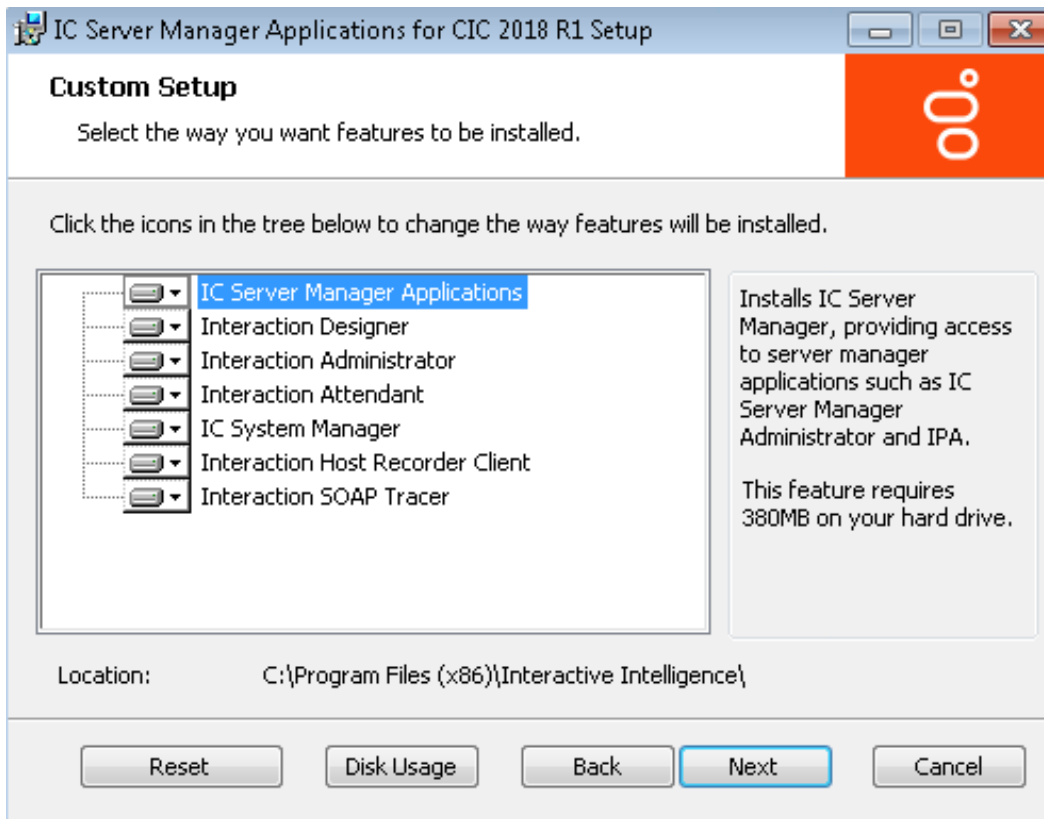 IC Server Manager Applications for CIC 2018 R1 Setup
Custom Setup
Select the way you want features to be installed.
Click the icons in the tree below to change the way features will be installed.
IC Server Manager Applications
Interaction Designer
Interaction Administrator
Interaction Attendant
IC System Manager
Interaction Host Recorder Client
Interaction SOAP Tracer
Installs IC Server
Manager, providing access
to server manager
applications such as IC
Server Manager
Administrator and IPA.
This feature requires
380MB on your hard drive.
Location: C:\Program Files (x86)\Interactive Intelligence\
Reset Disk Usage Back Next Cancel